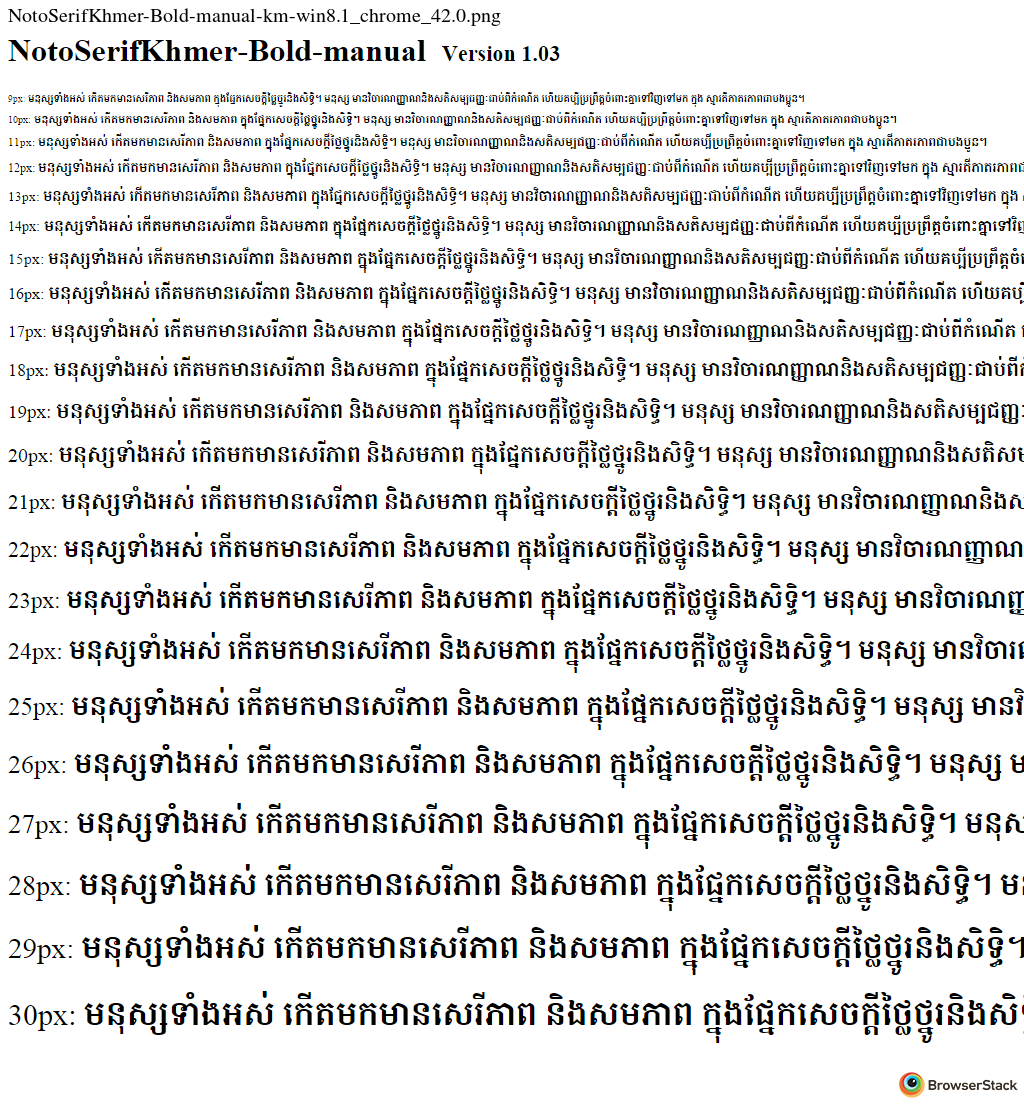 NotoSerifKhmer-Bold-manual-km-win8.1_chrome_42.0.png
NotoSerifKhmer-Bold-manual Version 1.03
9px: មនុស្សទាំងអស់ កើតមកមានសេរីភាព និងសមភាព ក្នុងផ្នែកសេចក្តីថ្លៃថ្នូរនិងសិទ្ធិ។ មនុស្ស មានវិចារណញ្ញាណនិងសតិសម្បជញ្ញៈជាប់ពីកំណើត ហើយគប្បីប្រព្រឹត្តចំពោះគ្នាទៅវិញទៅមក ក្នុង ស្មារតីភាតរភាពជាបងប្អូន។
10px: មនុស្សទាំងអស់ កើតមកមានសេរីភាព និងសមភាព ក្នុងផ្នែកសេចក្តីថ្លៃថ្នូរនិងសិទ្ធិ។ មនុស្ស មានវិចារណញ្ញាណនិងសតិសម្បជញ្ញៈជាប់ពីកំណើត ហើយគប្បីប្រព្រឹត្តចំពោះគ្នាទៅវិញទៅមក ក្នុង ស្មារតីភាតរភាពជាបងប្អូន។
11px: មនុស្សទាំងអស់ កើតមកមានសេរីភាព និងសមភាព ក្នុងផ្នែកសេចក្តីថ្លៃថ្នូរនិងសិទ្ធិ។ មនុស្ស មានវិចារណញ្ញាណនិងសតិសម្បជញ្ញៈជាប់ពីកំណើត ហើយគប្បីប្រព្រឹត្តចំពោះគ្នាទៅវិញទៅមក ក្នុង ស្មារតីភាតរភាពជាបងប្អូន។
12px: មនុស្សទាំងអស់ កើតមកមានសេរីភាព និងសមភាព ក្នុងផ្នែកសេចក្តីថ្លៃថ្នូរនិងសិទ្ធិ។ មនុស្ស មានវិចារណញ្ញាណនិងសតិសម្បជញ្ញៈជាប់ពីកំណើត ហើយគប្បីប្រព្រឹត្តចំពោះគ្នាទៅវិញទៅមក ក្នុង ស្មារតីភាតរភាពជ
13px: មនុស្សទាំងអស់ កើតមកមានសេរីភាព និងសមភាព ក្នុងផ្នែកសេចក្តីថ្លៃថ្នូរនិងសិទ្ធិ។ មនុស្ស មានវិចារណញ្ញាណនិងសតិសម្បជញ្ញៈជាប់ពីកំណើត ហើយគប្បីប្រព្រឹត្តចំពោះគ្នាទៅវិញទៅមក ក្នុង
14px: មនុស្សទាំងអស់ កើតមកមានសេរីភាព និងសមភាព ក្នុងផ្នែកសេចក្តីថ្លៃថ្នូរនិងសិទ្ធិ។ មនុស្ស មានវិចារណញ្ញាណនិងសតិសម្បជញ្ញៈជាប់ពីកំណើត ហើយគប្បីប្រព្រឹត្តចំពោះគ្នាទៅវិញ
15px: មនុស្សទាំងអស់ កើតមកមានសេរីភាព និងសមភាព ក្នុងផ្នែកសេចក្តីថ្លៃថ្នូរនិងសិទ្ធិ។ មនុស្ស មានវិចារណញ្ញាណនិងសតិសម្បជញ្ញៈជាប់ពីកំណើត ហើយគប្បីប្រព្រឹត្តចំ
16px: មនុស្សទាំងអស់ កើតមកមានសេរីភាព និងសមភាព ក្នុងផ្នែកសេចក្តីថ្លៃថ្នូរនិងសិទ្ធិ។ មនុស្ស មានវិចារណញ្ញាណនិងសតិសម្បជញ្ញៈជាប់ពីកំណើត ហើយគប្បី
17px: មនុស្សទាំងអស់ កើតមកមានសេរីភាព និងសមភាព ក្នុងផ្នែកសេចក្តីថ្លៃថ្នូរនិងសិទ្ធិ។ មនុស្ស មានវិចារណញ្ញាណនិងសតិសម្បជញ្ញៈជាប់ពីកំណើត
18px: មនុស្សទាំងអស់ កើតមកមានសេរីភាព និងសមភាព ក្នុងផ្នែកសេចក្តីថ្លៃថ្នូរនិងសិទ្ធិ។ មនុស្ស មានវិចារណញ្ញាណនិងសតិសម្បជញ្ញៈជាប់ពីក
19px: មនុស្សទាំងអស់ កើតមកមានសេរីភាព និងសមភាព ក្នុងផ្នែកសេចក្តីថ្លៃថ្នូរនិងសិទ្ធិ។ មនុស្ស មានវិចារណញ្ញាណនិងសតិសម្បជញ្ញៈ
20px: មនុស្សទាំងអស់ កើតមកមានសេរីភាព និងសមភាព ក្នុងផ្នែកសេចក្តីថ្លៃថ្នូរនិងសិទ្ធិ។ មនុស្ស មានវិចារណញ្ញាណនិងសតិសម
21px: មនុស្សទាំងអស់ កើតមកមានសេរីភាព និងសមភាព ក្នុងផ្នែកសេចក្តីថ្លៃថ្នូរនិងសិទ្ធិ។ មនុស្ស មានវិចារណញ្ញាណនិងស
22px: មនុស្សទាំងអស់ កើតមកមានសេរីភាព និងសមភាព ក្នុងផ្នែកសេចក្តីថ្លៃថ្នូរនិងសិទ្ធិ។ មនុស្ស មានវិចារណញ្ញាណ
23px: មនុស្សទាំងអស់ កើតមកមានសេរីភាព និងសមភាព ក្នុងផ្នែកសេចក្តីថ្លៃថ្នូរនិងសិទ្ធិ។ មនុស្ស មានវិចារណញ្ញ
24px: មនុស្សទាំងអស់ កើតមកមានសេរីភាព និងសមភាព ក្នុងផ្នែកសេចក្តីថ្លៃថ្នូរនិងសិទ្ធិ។ មនុស្ស មានវិចារ
25px: មនុស្សទាំងអស់ កើតមកមានសេរីភាព និងសមភាព ក្នុងផ្នែកសេចក្តីថ្លៃថ្នូរនិងសិទ្ធិ។ មនុស្ស មានវិ
26px: មនុស្សទាំងអស់ កើតមកមានសេរីភាព និងសមភាព ក្នុងផ្នែកសេចក្តីថ្លៃថ្នូរនិងសិទ្ធិ។ មនុស្ស ម
27px: មនុស្សទាំងអស់ កើតមកមានសេរីភាព និងសមភាព ក្នុងផ្នែកសេចក្តីថ្លៃថ្នូរនិងសិទ្ធិ។ មនុស
28px: មនុស្សទាំងអស់ កើតមកមានសេរីភាព និងសមភាព ក្នុងផ្នែកសេចក្តីថ្លៃថ្នូរនិងសិទ្ធិ។ មន
29px: មនុស្សទាំងអស់ កើតមកមានសេរីភាព និងសមភាព ក្នុងផ្នែកសេចក្តីថ្លៃថ្នូរនិងសិទ្ធិ។
30px: មនុស្សទាំងអស់ កើតមកមានសេរីភាព និងសមភាព ក្នុងផ្នែកសេចក្តីថ្លៃថ្នូរនិងសិ
BrowserStack